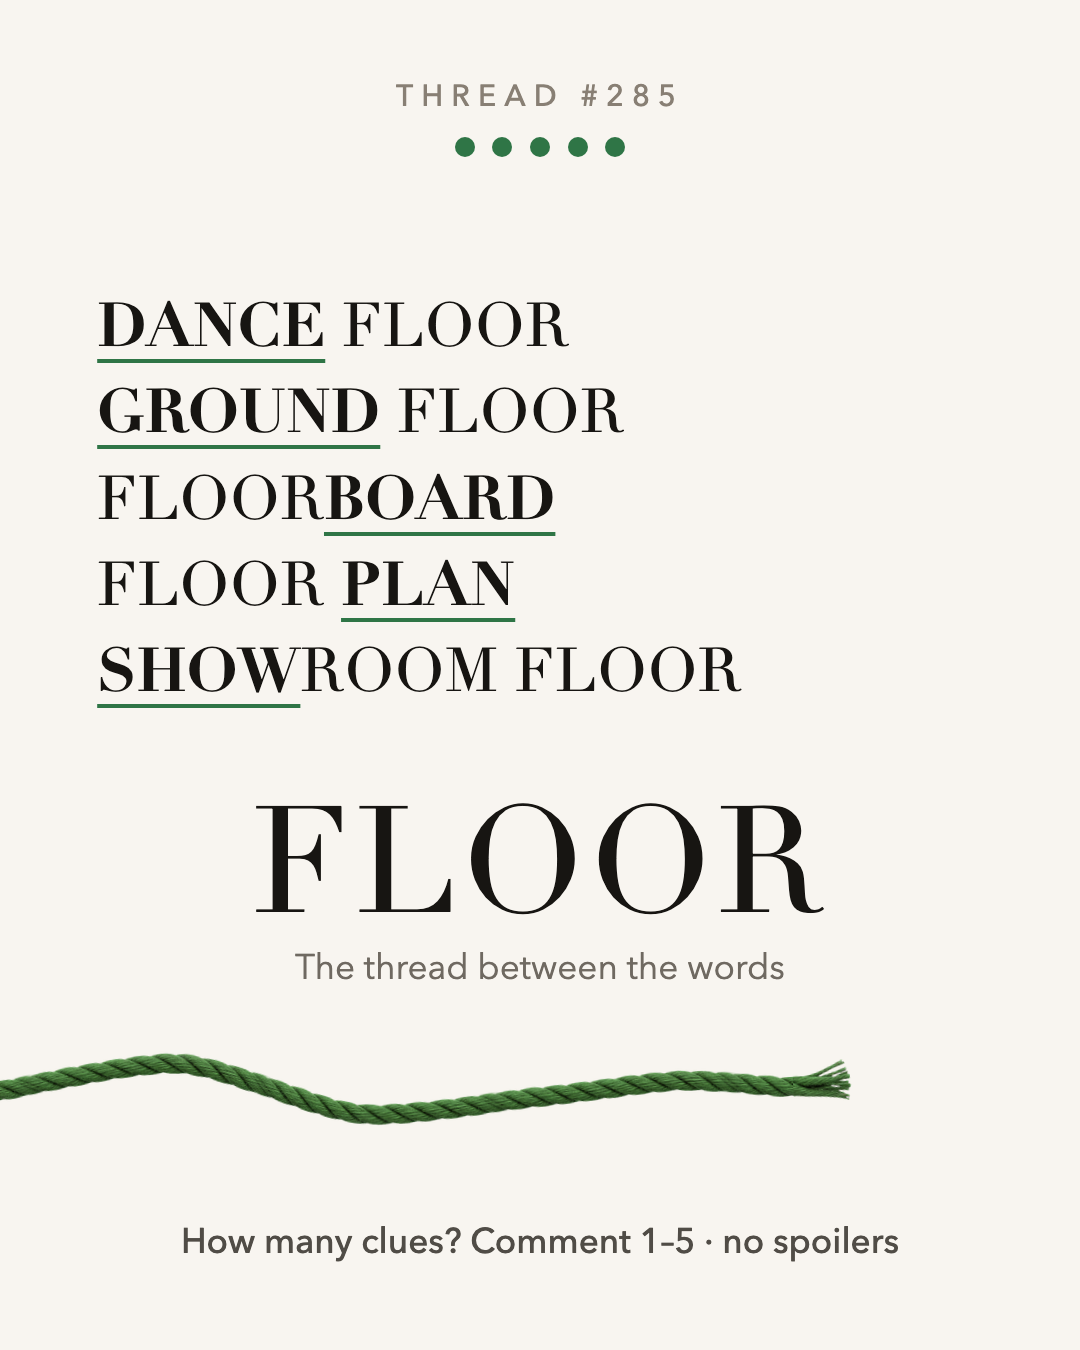 THREAD #285
DANCE FLOOR
GROUND FLOOR
FLOORBOARD
FLOOR PLAN
SHOWROOM FLOOR
FLOOR
The thread between the words
How many clues? Comment 1–5 · no spoilers